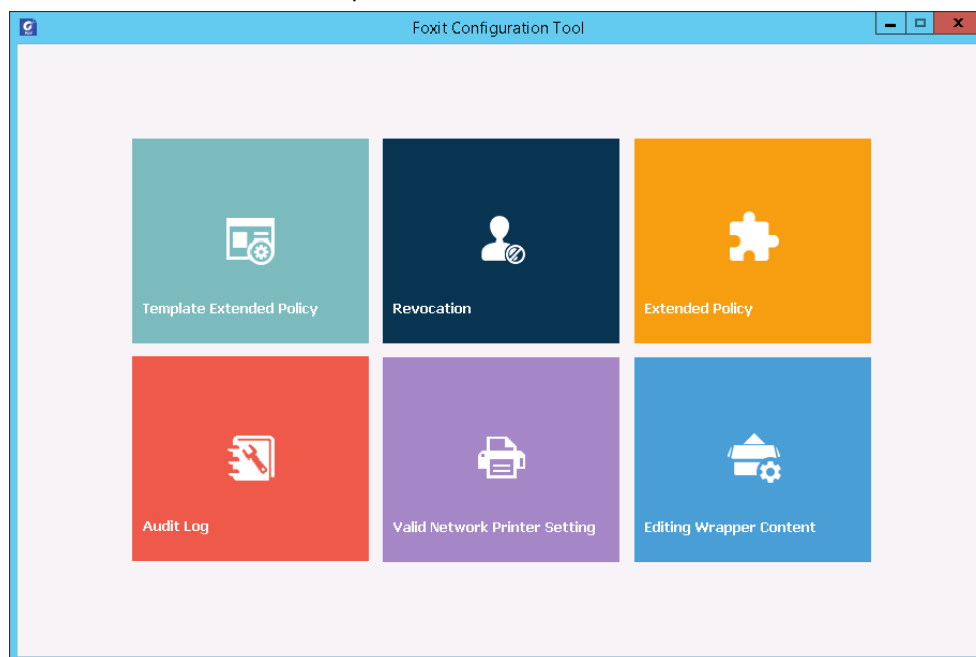 Foxit Configuration Tool
Template Extended Policy
Revocation
Extended Policy
Audit Log
Valid Network Printer Setting
Editing Wrapper Content